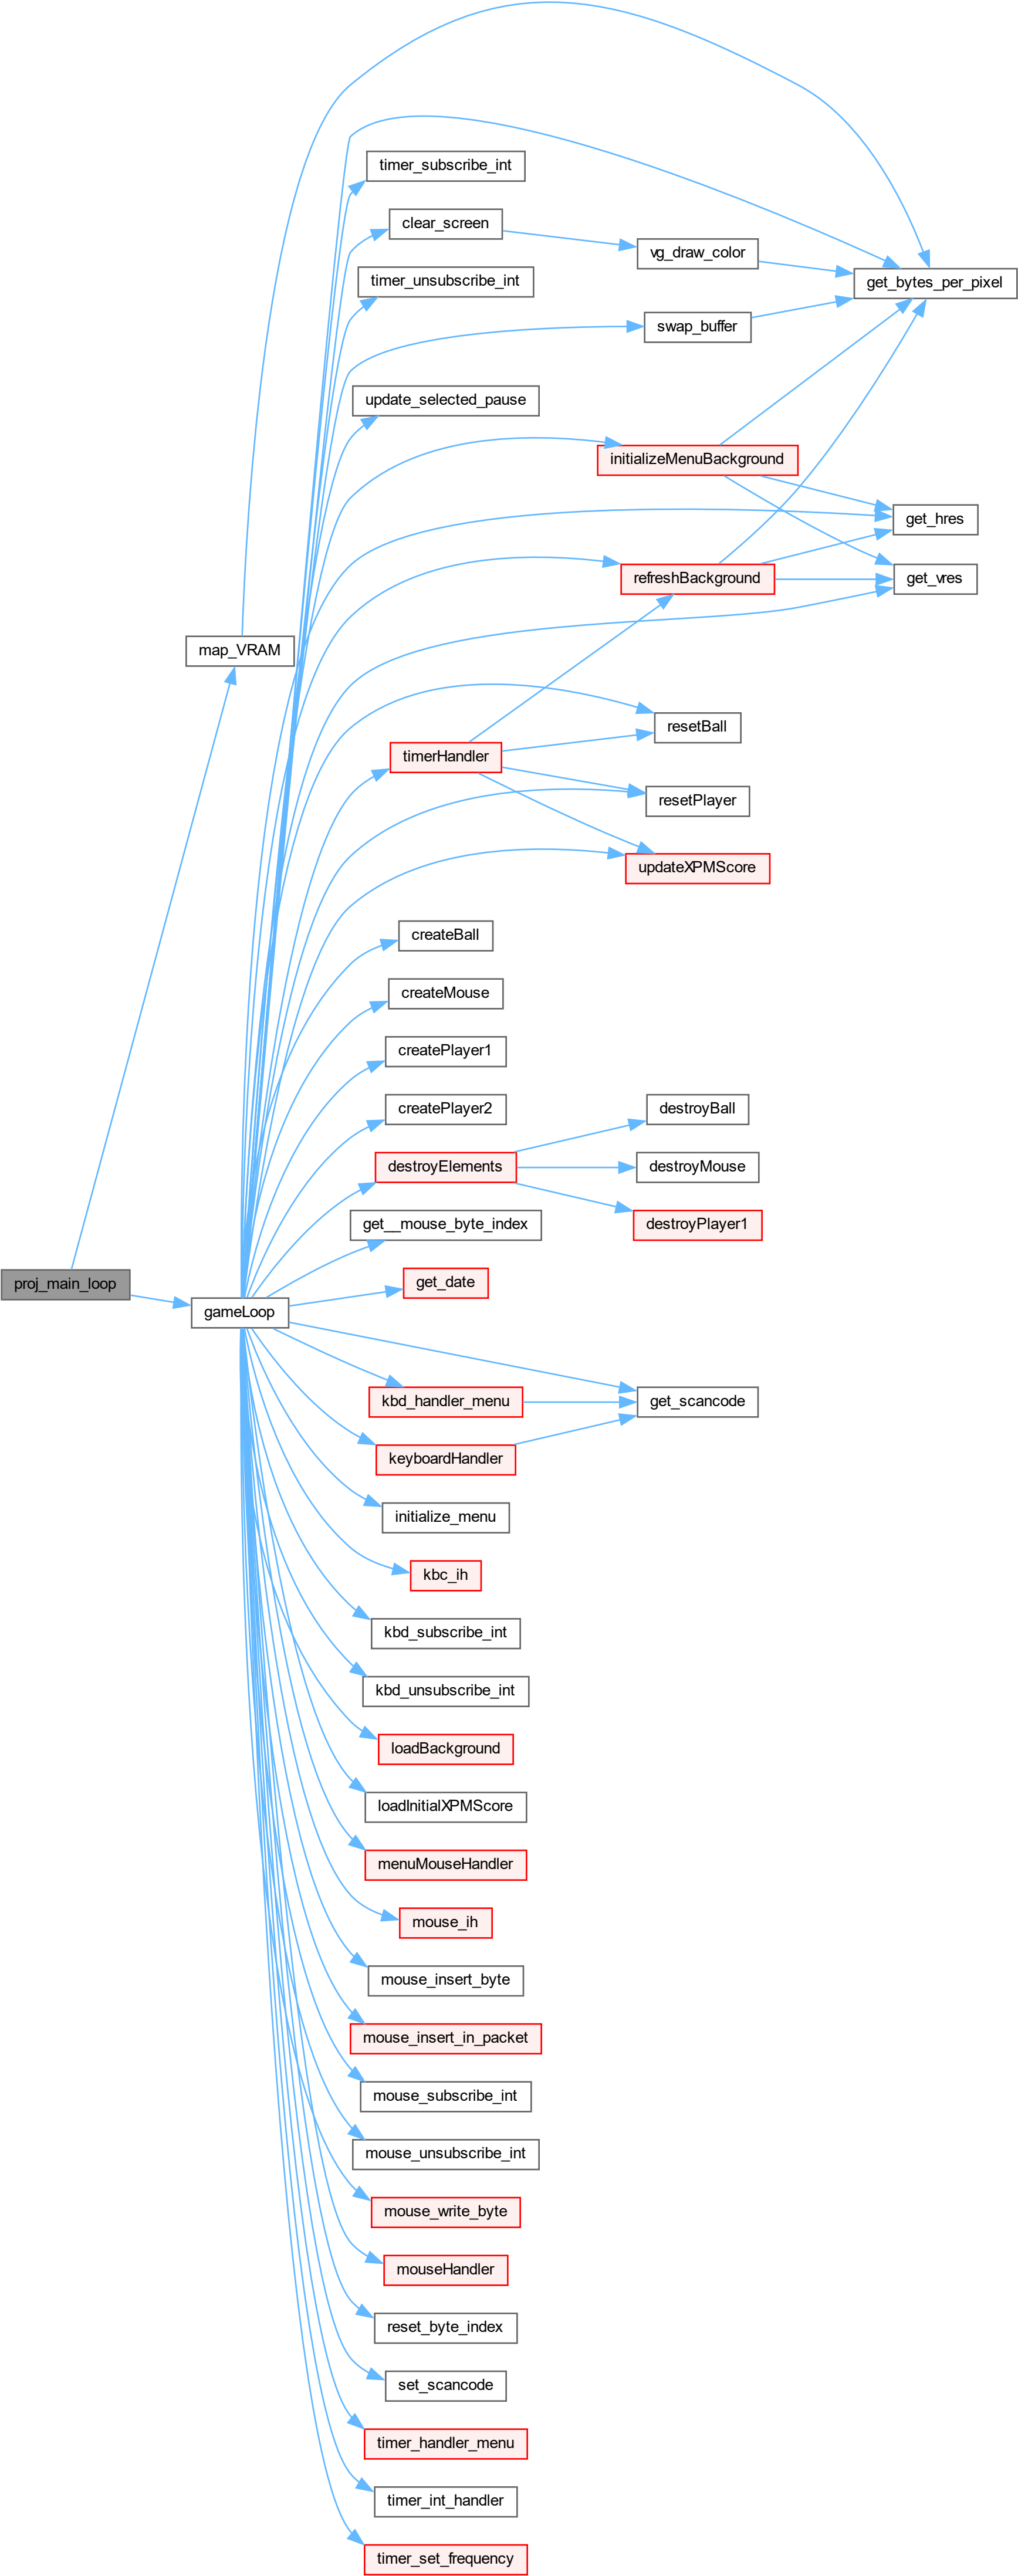 timer_subscribe_int
clear_screen
vg_draw_color
timer_unsubscribe_int
get_bytes_per_pixel
swap_buffer
update_selected_pause
initializeMenuBackground
get_hres
refreshBackground
get_vres
map_VRAM
resetBall
timerHandler
resetPlayer
updateXPMScore
createBall
createMouse
createPlayer1
createPlayer2
destroyBall
destroyElements
destroyMouse
get__mouse_byte_index
destroyPlayer1
proj_main_loop
get_date
gameLoop
kbd_handler_menu
get_scancode
keyboardHandler
initialize_menu
kbc_ih
kbd_subscribe_int
kbd_unsubscribe_int
loadBackground
loadInitialXPMScore
menuMouseHandler
mouse_ih
mouse_insert_byte
mouse_insert_in_packet
mouse_subscribe_int
mouse_unsubscribe_int
mouse_write_byte
mouseHandler
reset_byte_index
set_scancode
timer_handler_menu
timer_int_handler
timer_set_frequency